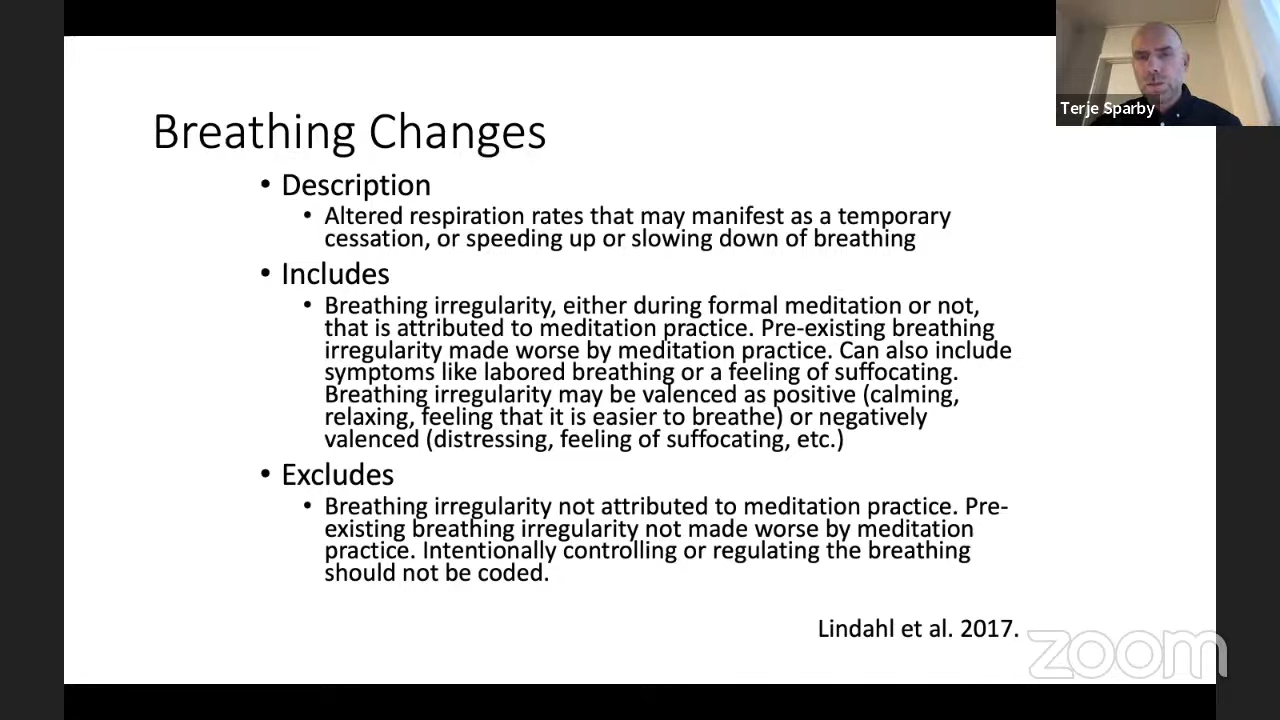 Terje Sparby
Breathing Changes
• Description
• Altered respiration rates that may manifest as a temporary
cessation, or speeding up or slowing down of breathing
• Includes
• Breathing irregularity, either during formal meditation or not,
that is attributed to meditation practice. Pre-existing breathing
irregularity made worse by meditation practice. Can also include
symptoms like labored breathing or a feeling of suffocating.
Breathing irregularity may be valenced as positive (calming,
relaxing, feeling that it is easier to breathe) or negatively
valenced (distressing, feeling of suffocating, etc.)
• Excludes
• Breathing irregularity not attributed to meditation practice. Pre-
existing breathing irregularity not made worse by meditation
practice. Intentionally controlling or regulating the breathing
should not be coded.
Lindahl et al. 2017.
zoom